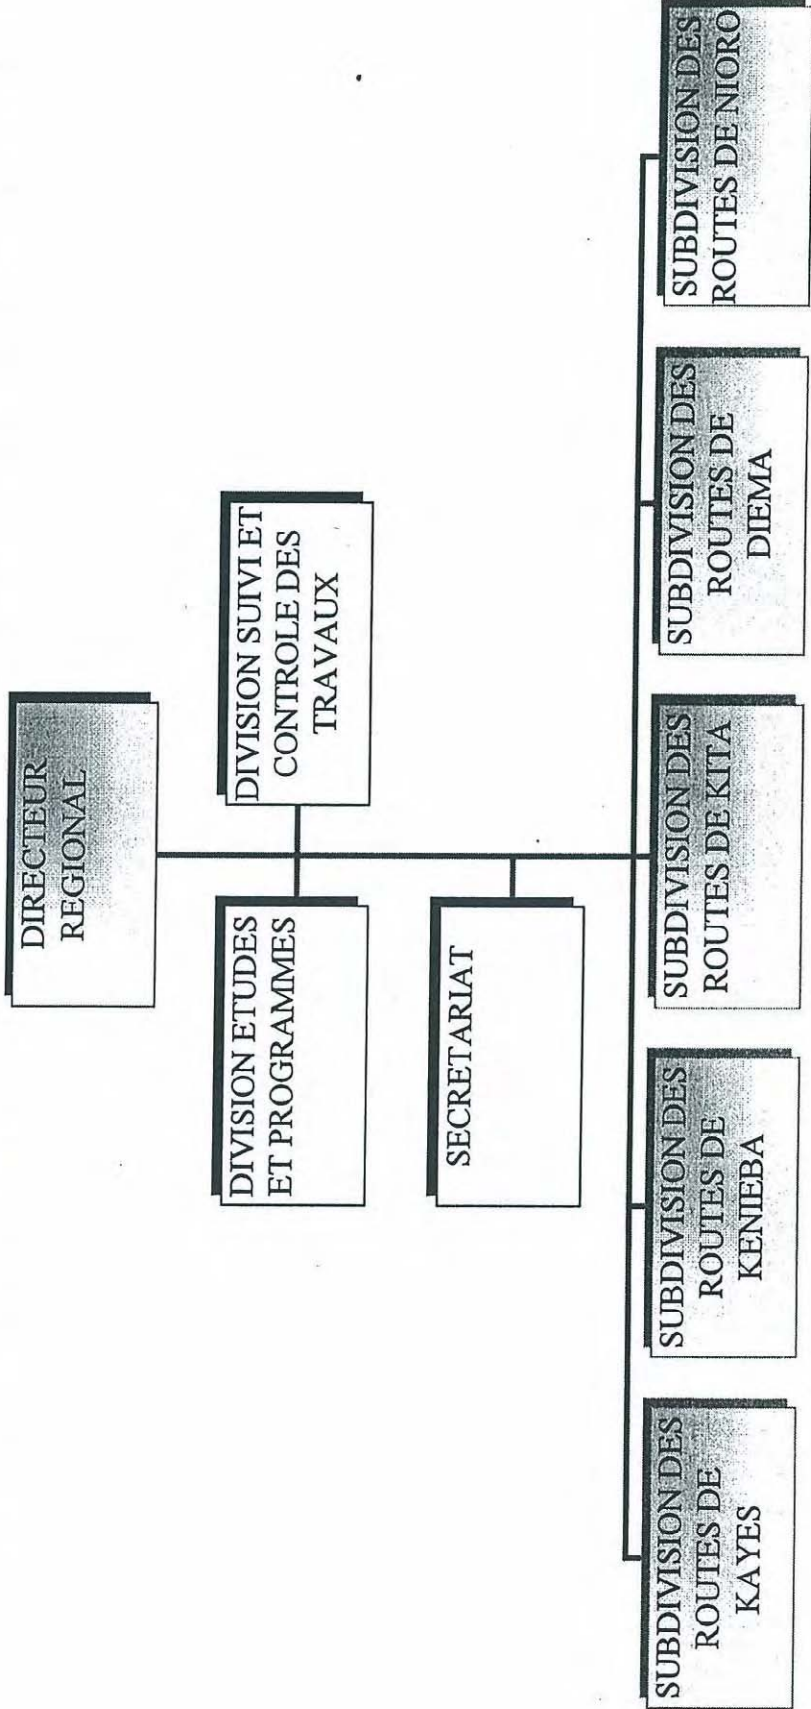 DIRECTEUR
REGIONAL
DIVISION ETUDES
ET PROGRAMMES
DIVISION SUIVI ET
CONTROLE DES
TRAVAUX
SECRETARIAT
SUBDIVISION DES
ROUTES DE
KAYES
SUBDIVISION DES
ROUTES DE
KENIEBA
SUBDIVISION DES
ROUTES DE KITA
SUBDIVISION DES
ROUTES DE
DIEMA
SUBDIVISION DES
ROUTES DE NIORO